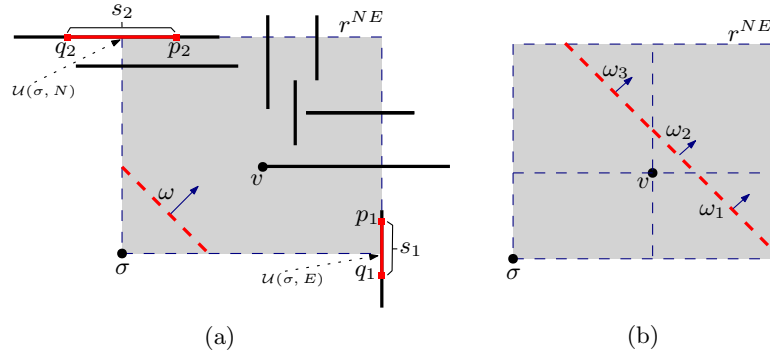 s₂
r^{NE}
q₂
p₂
𝒰(σ, N)
ω
v
p₁
s₁
q₁
𝒰(σ, E)
σ
(a)
r^{NE}
ω₃
ω₂
v
ω₁
σ
(b)